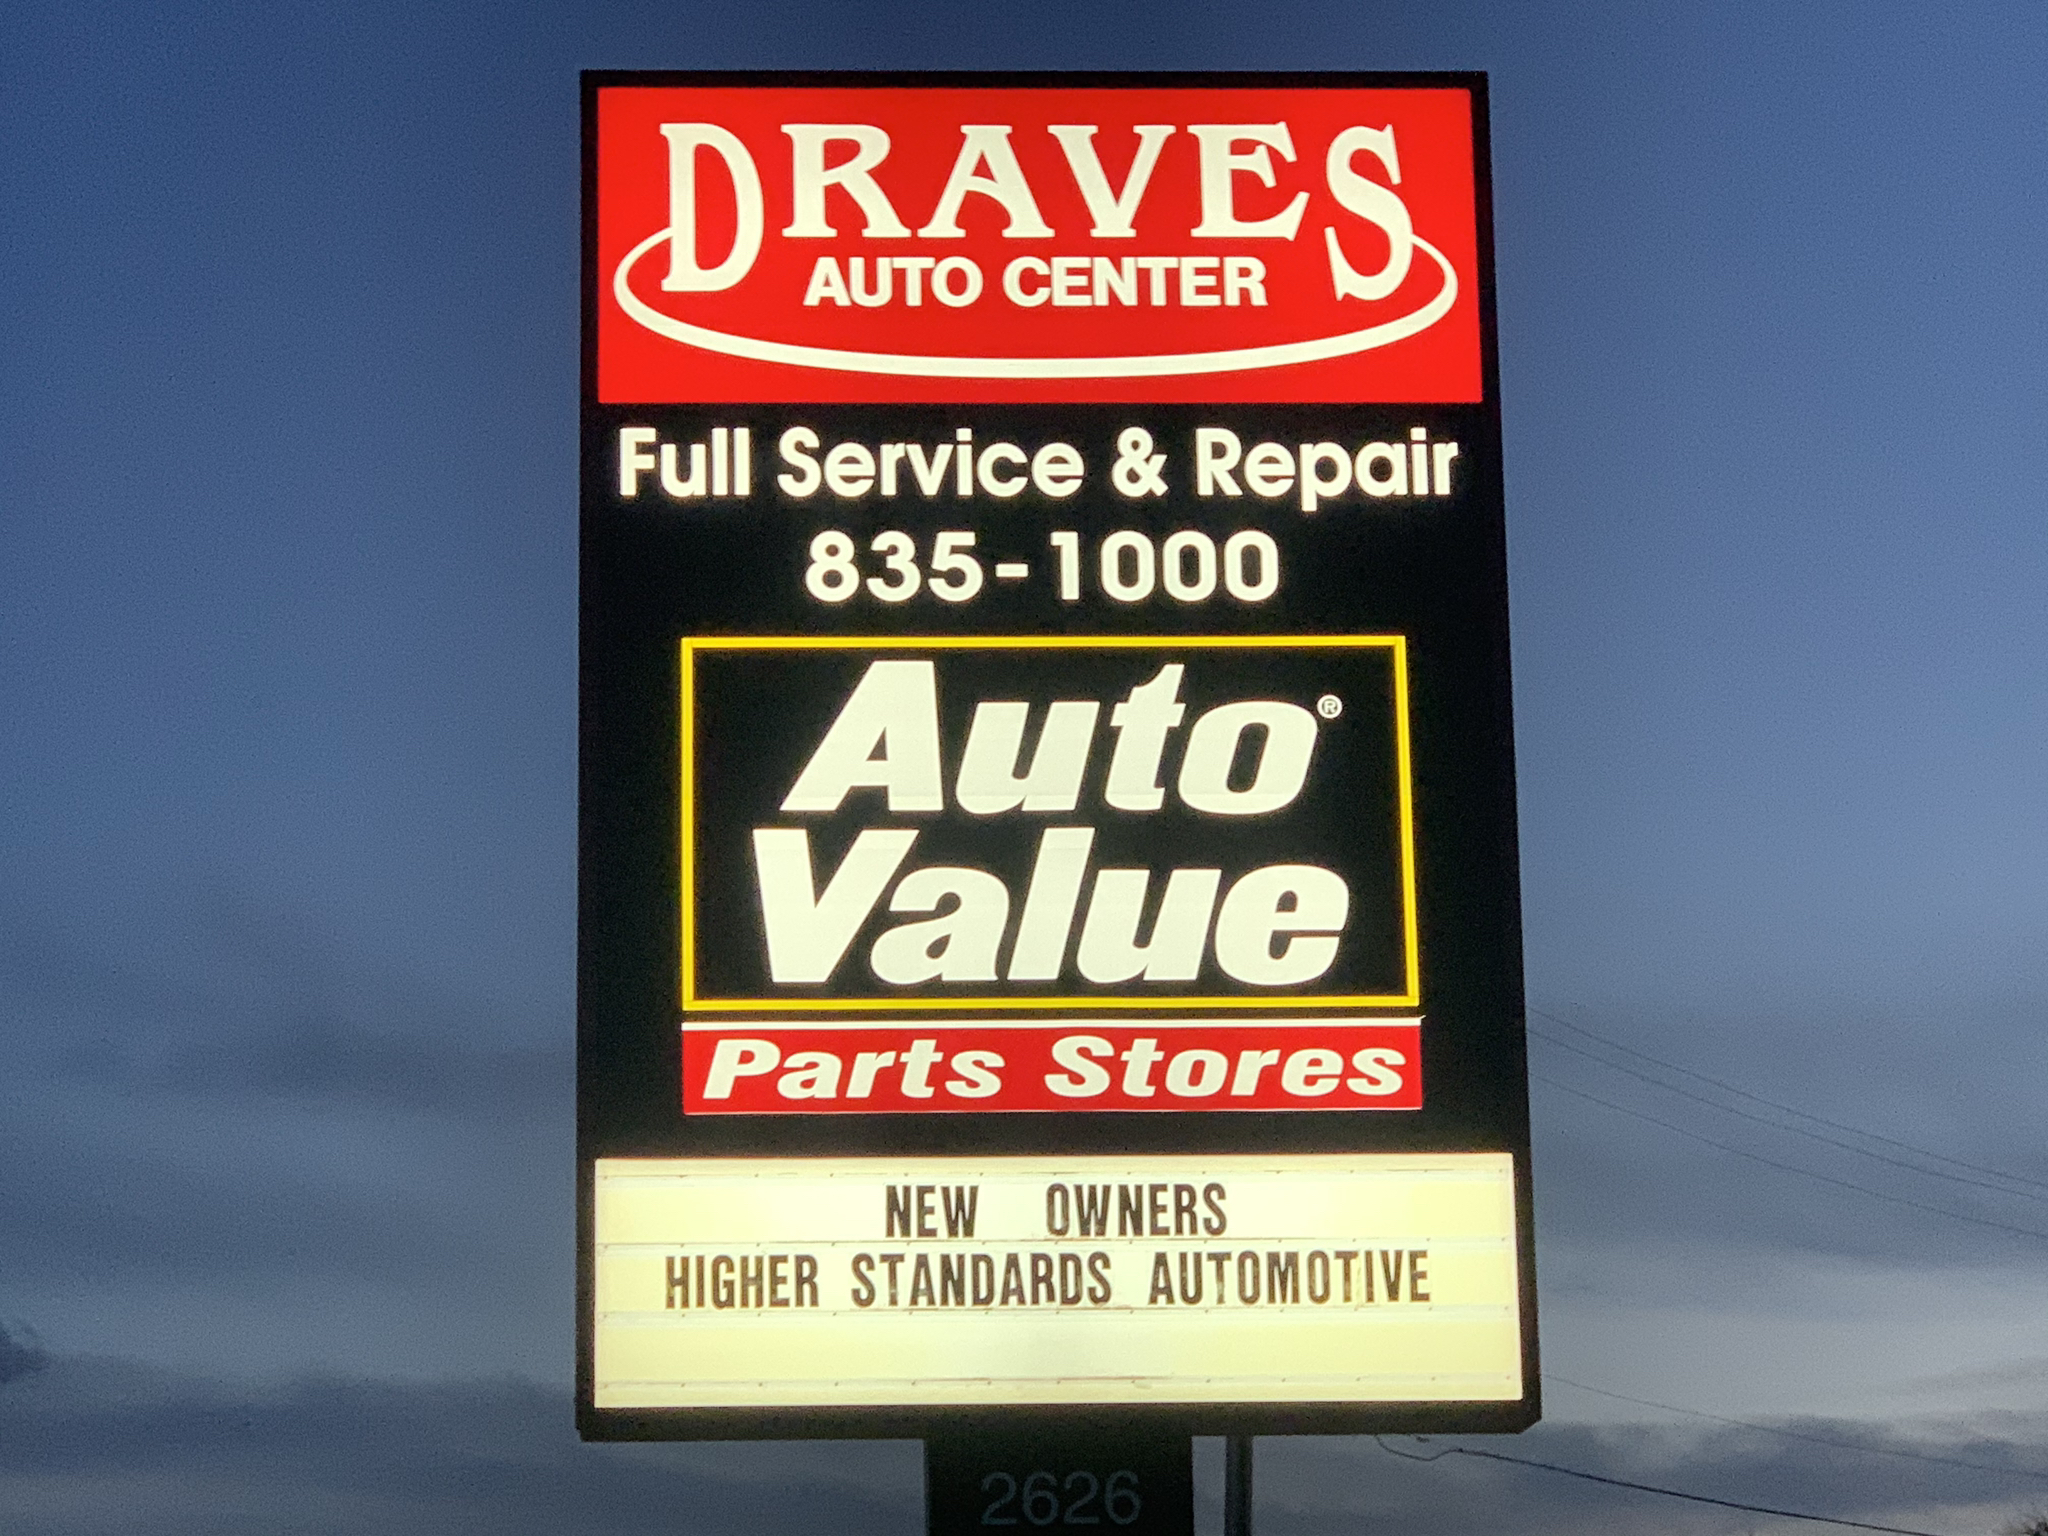 DRAVES
AUTO CENTER
Full Service & Repair
835-1000
Auto®
Value
Parts Stores
NEW OWNERS
HIGHER STANDARDS AUTOMOTIVE
2626